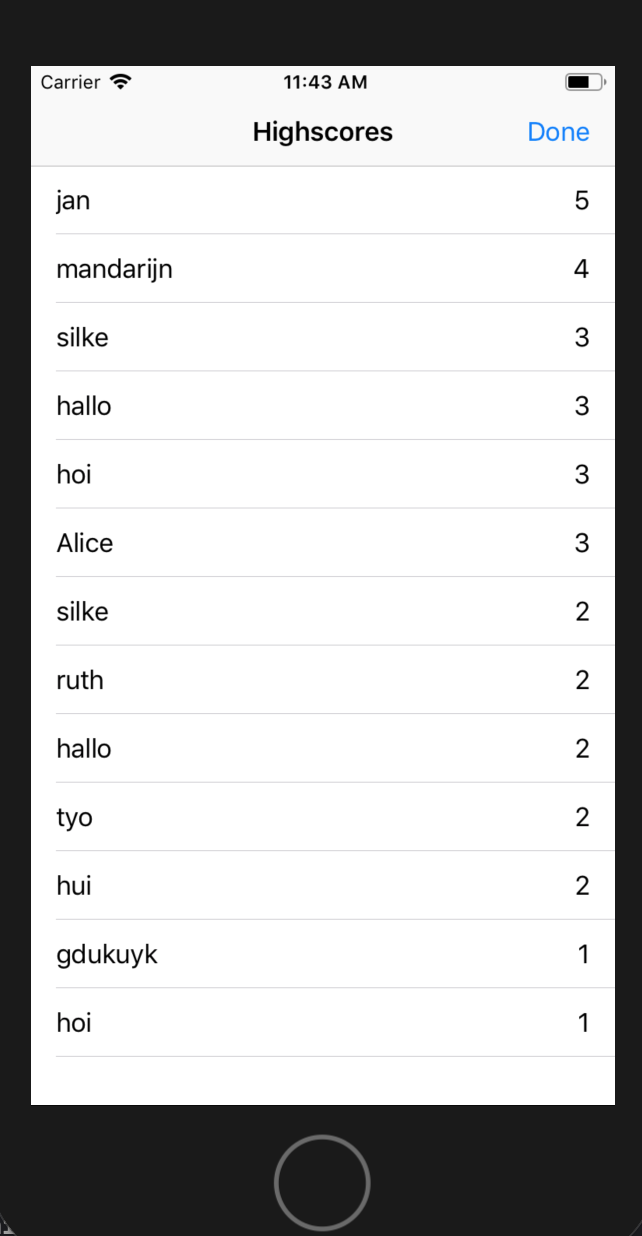 Carrier 11:43 AM
Highscores Done
jan 5
mandarijn 4
silke 3
hallo 3
hoi 3
Alice 3
silke 2
ruth 2
hallo 2
tyo 2
hui 2
gdukuyk 1
hoi 1